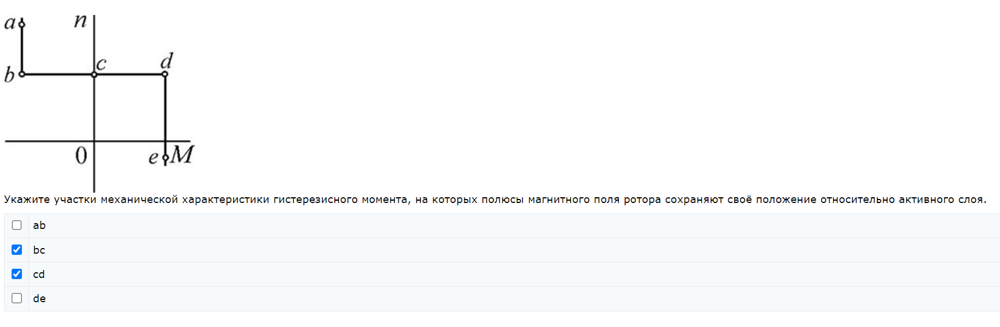 a
n
c
d
b
0
e
M
Укажите участки механической характеристики гистерезисного момента, на которых полюсы магнитного поля ротора сохраняют своё положение относительно активного слоя.
ab
bc
cd
de